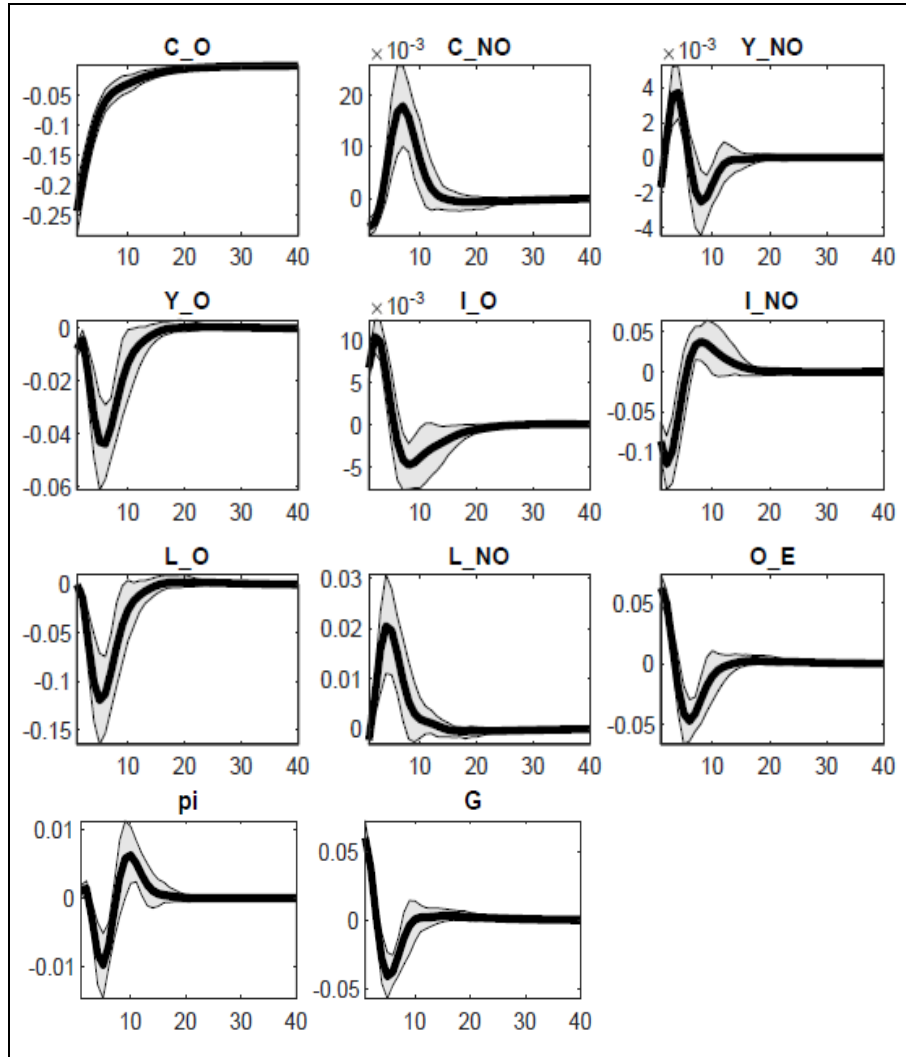 C_O C_NO Y_NO
×10⁻³ ×10⁻³
-0.05 20 4
-0.1 2
-0.15 10 0
-0.2 -2
-0.25 0 -4
10 20 30 40 10 20 30 40 10 20 30 40
Y_O I_O I_NO
×10⁻³
0 10 0.05
-0.02 5 0
-0.04 0 -0.05
-0.06 -5 -0.1
10 20 30 40 10 20 30 40 10 20 30 40
L_O L_NO O_E
0 0.03 0.05
-0.05 0.02 0
-0.1 0.01
-0.15 0 -0.05
10 20 30 40 10 20 30 40 10 20 30 40
pi G
0.01 0.05
0 0
-0.01 -0.05
10 20 30 40 10 20 30 40